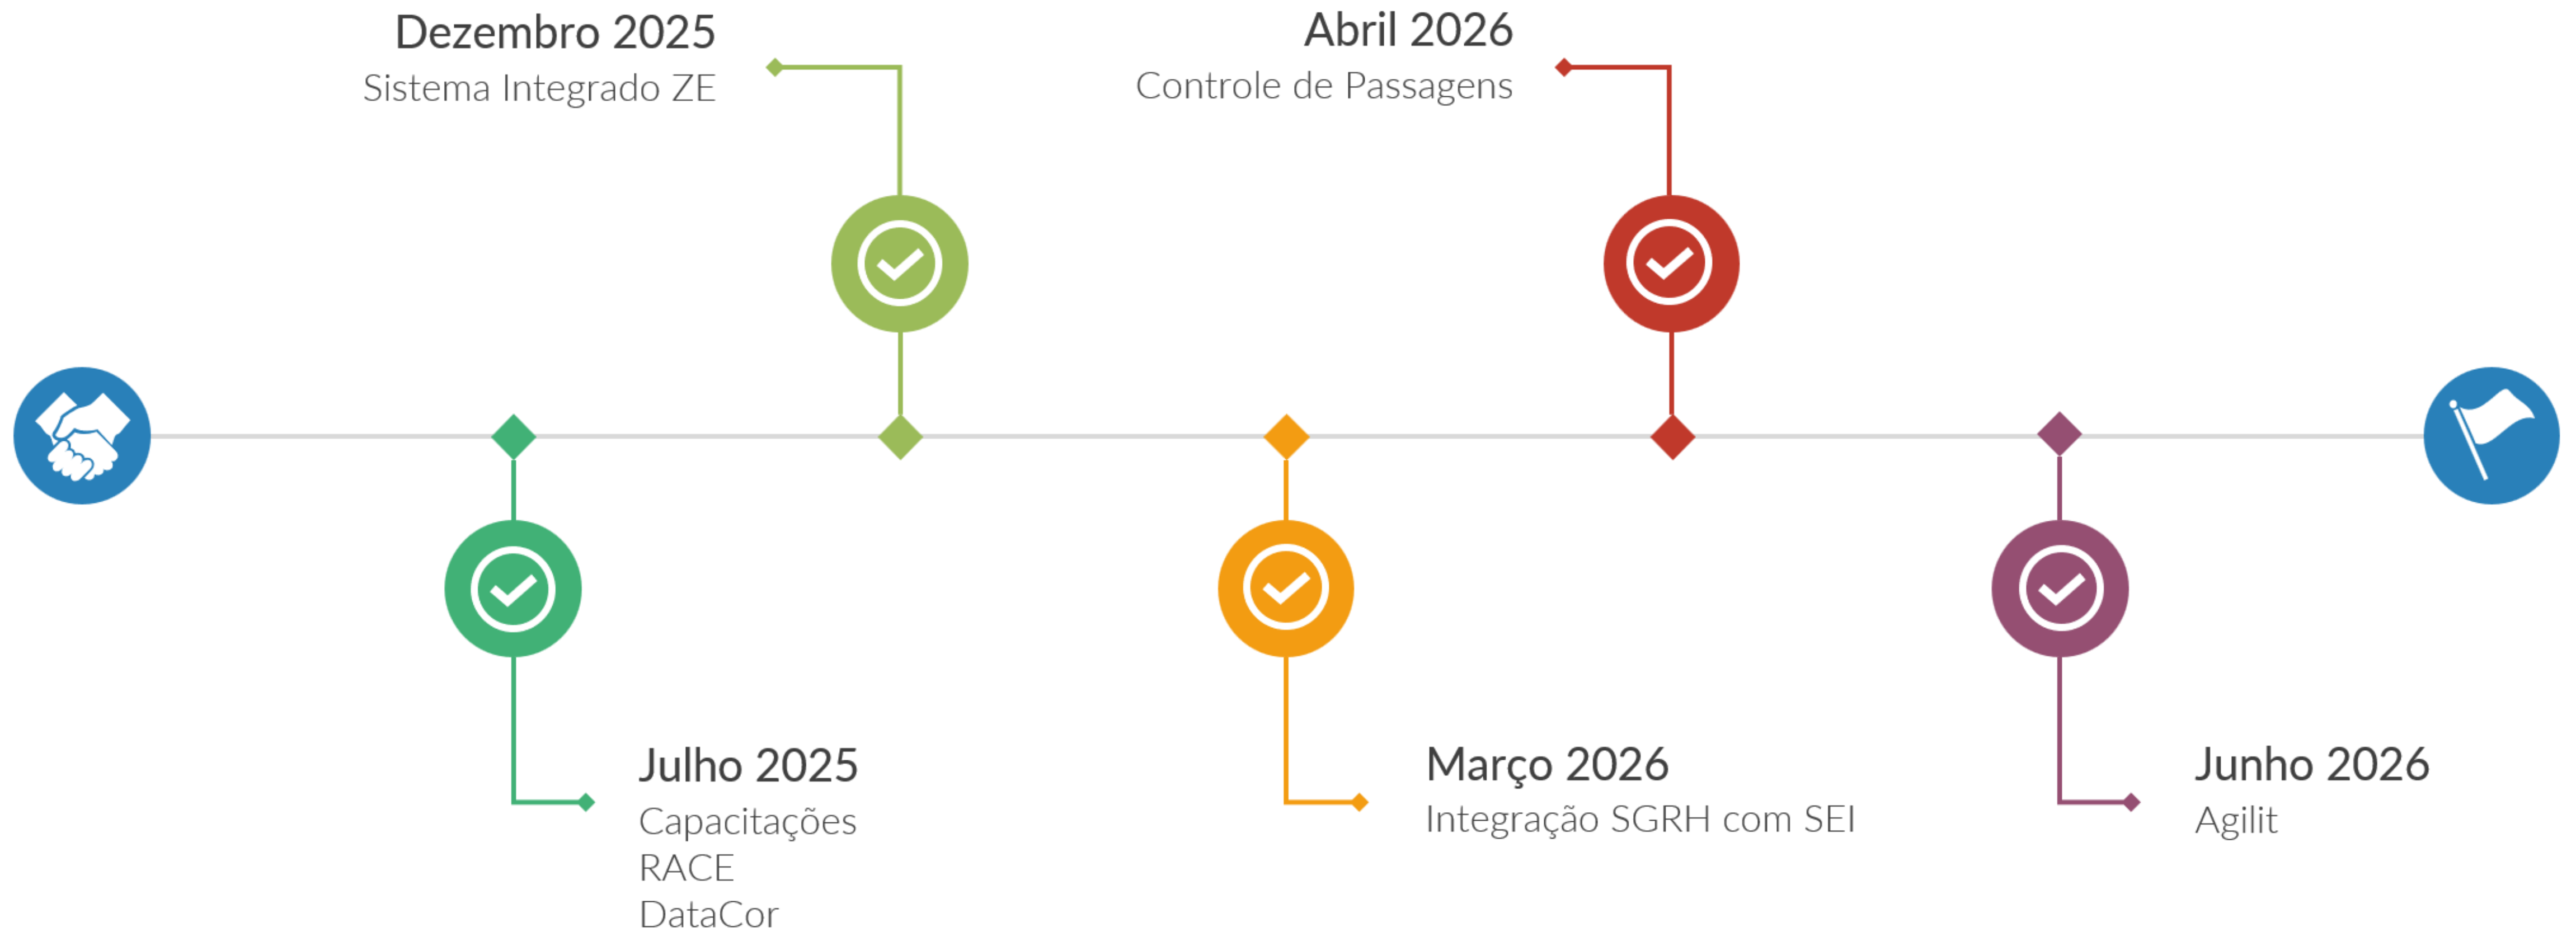 Dezembro 2025
Sistema Integrado ZE
Abril 2026
Controle de Passagens
Julho 2025
Capacitações
RACE
DataCor
Março 2026
Integração SGRH com SEI
Junho 2026
Agilit